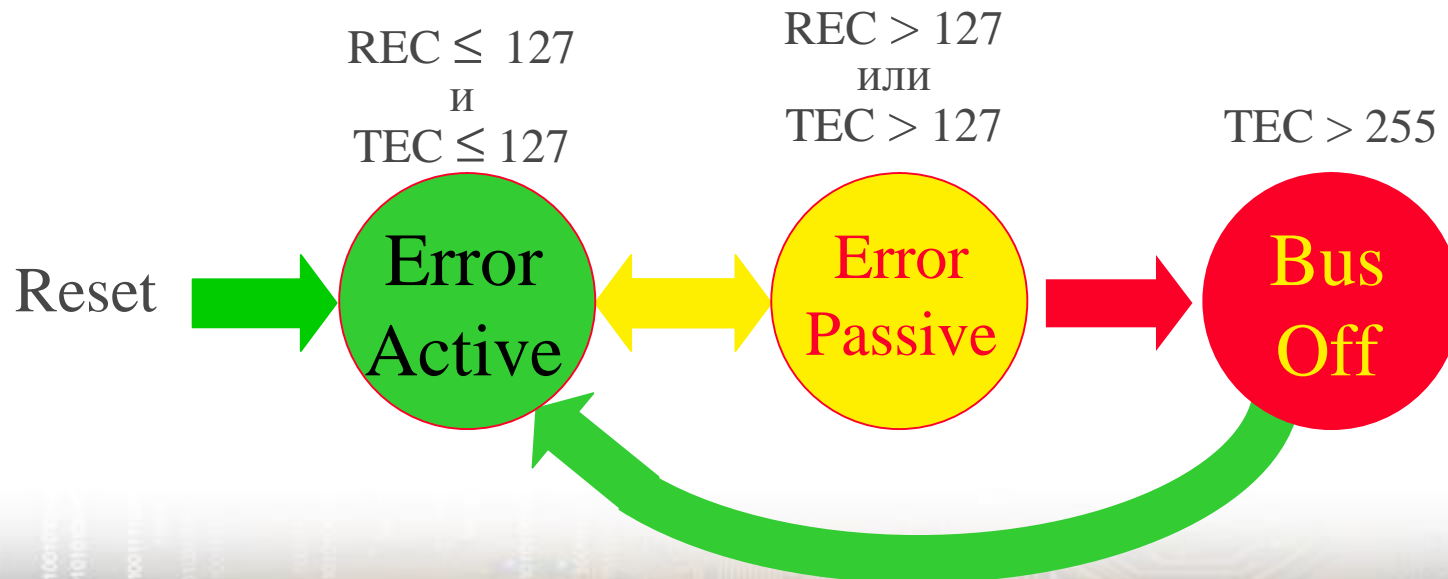 REC ≤ 127
и
TEC ≤ 127
REC > 127
или
TEC > 127
TEC > 255
Reset
Error
Active
Error
Passive
Bus
Off